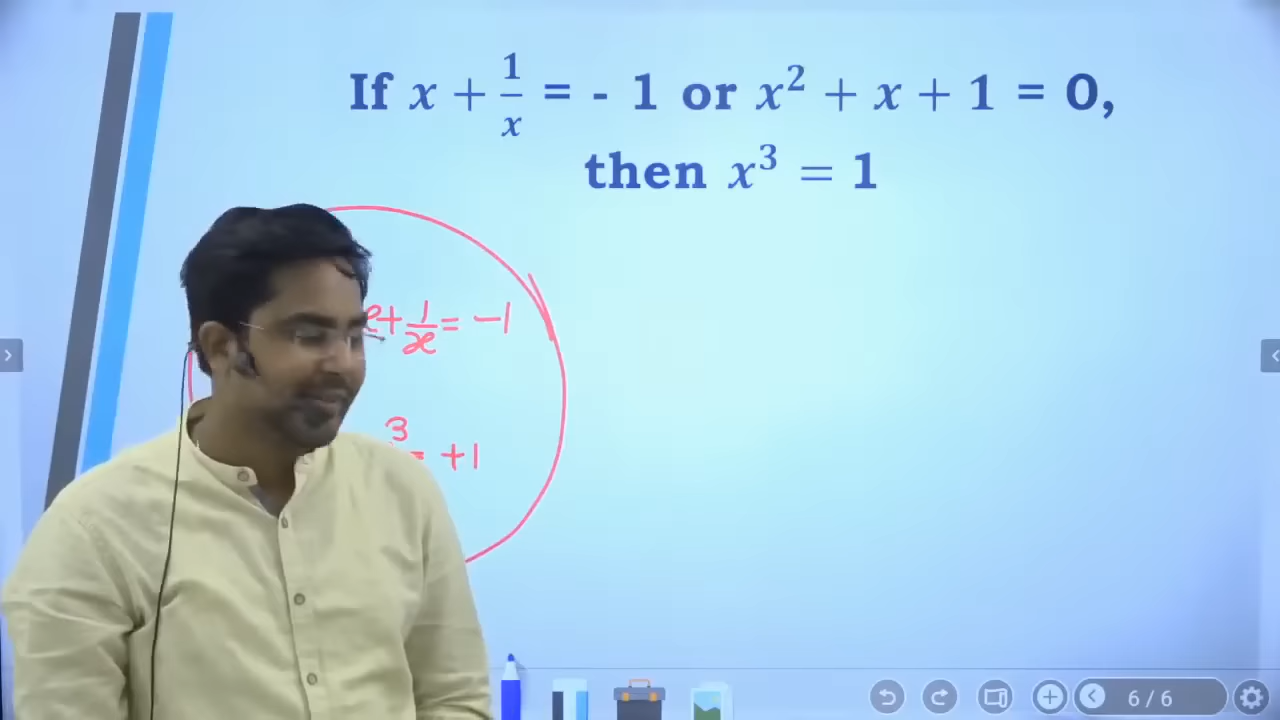 If x + 1/x = - 1 or x² + x + 1 = 0,
then x³ = 1
+ 1/x = -1
3 = +1
6 / 6